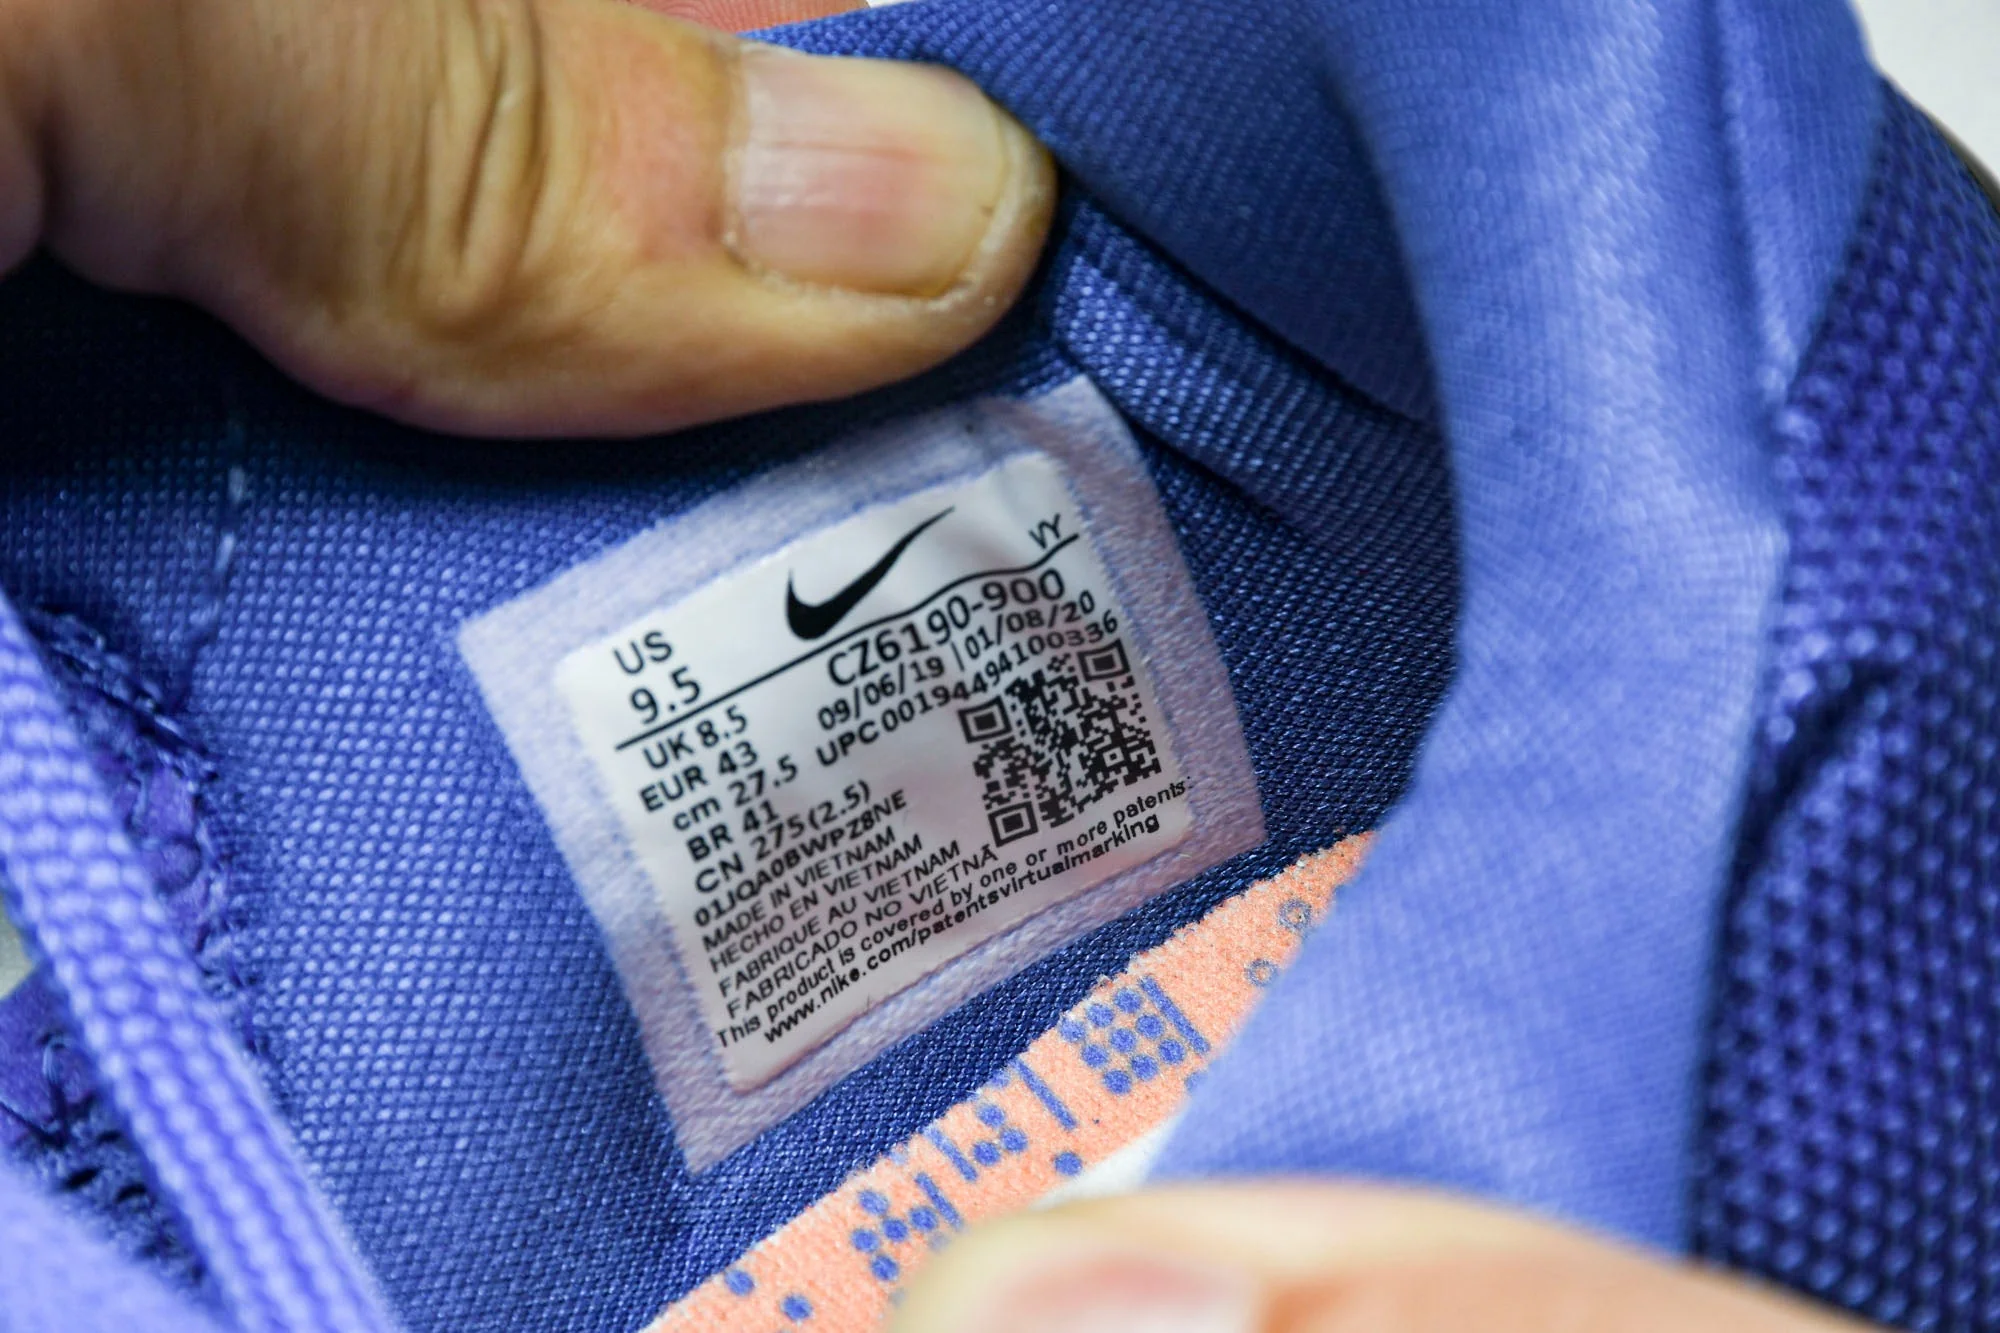 VY
US
9.5
CZ6190-900
09/06/19 | 01/08/20
UPC 00194494100336
UK 8.5
EUR 43
cm 27.5
BR 41
CN 275(2.5)
01JQA0BWPZ8NE
MADE IN VIETNAM
HECHO EN VIETNAM
FABRIQUE AU VIETNAM
FABRICADO NO VIETNÃ
This product is covered by one or more patents.
www.nike.com/patentsvirtualmarking